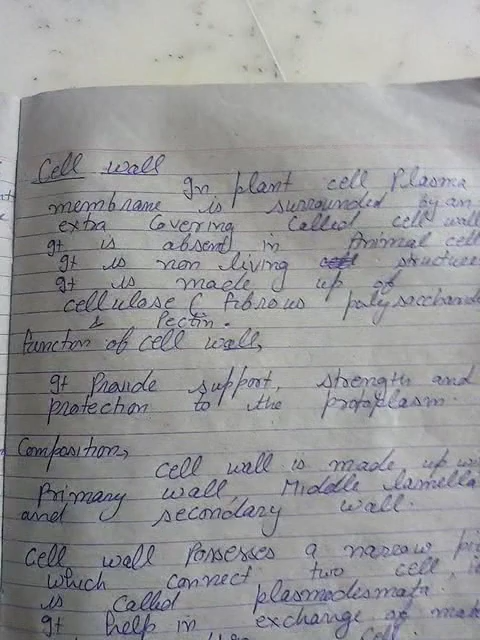 Cell wall
In plant cell Plasma
membrane is surrounded by an
extra Covering Called cell wall
It is absent in Animal cell
It is non living structure
It is made up of
cellulose ( fibrous polysaccharide
& Pectin.
function of cell wall,
It Provide support, strength and
protection to the protoplasm.
Composition,
cell wall is made up
Primary wall, Middle lamella
and secondary wall.
Cell wall Possesses a narrow
which connect two cell,
is called plasmodesmata.
It help in exchange of